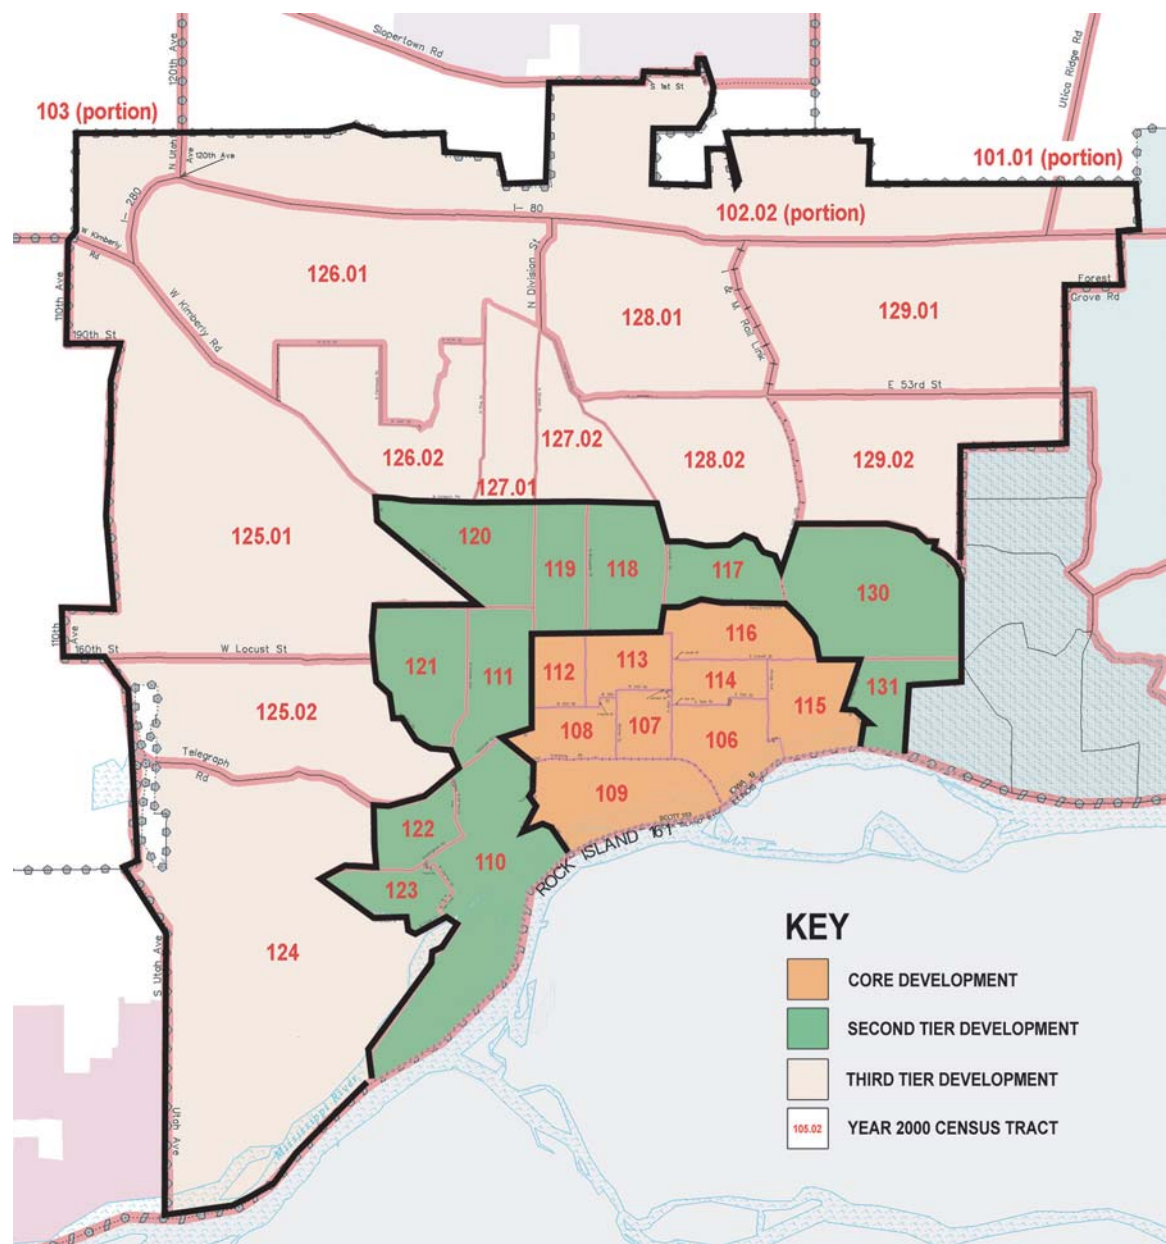 120th Ave
Slopertown Rd
Utica Ridge Rd
S 1st St
103 (portion)
N Utah
Ave
120th Ave
101.01 (portion)
I- 280
I- 80
102.02 (portion)
W Kimberly
Rd
110th Ave
126.01
N Division St
W Kimberly Rd
128.01
I & M Rail Link
129.01
Forest
Grove Rd
190th St
E 53rd St
126.02
127.01
127.02
128.02
129.02
125.01
120
119
118
117
130
110th
Ave
160th St
W Locust St
121
111
112
113
116
114
115
131
125.02
108
107
106
Telegraph
Rd
109
122
110
123
ROCK ISLAND 161
124
S Utah Ave
Utah Ave
Mississippi River
KEY
CORE DEVELOPMENT
SECOND TIER DEVELOPMENT
THIRD TIER DEVELOPMENT
105.02
YEAR 2000 CENSUS TRACT